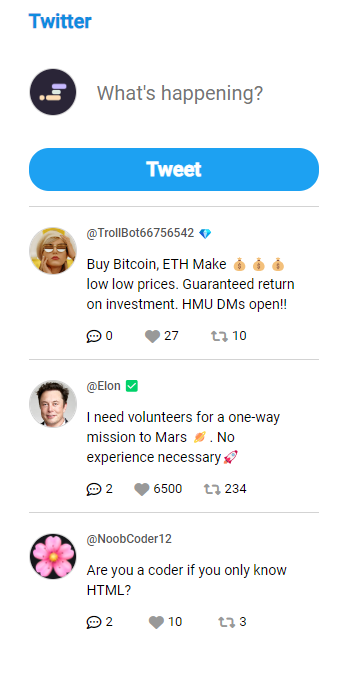 Twitter
What's happening?
Tweet
@TrollBot66756542 💎
Buy Bitcoin, ETH Make 💰 💰 💰
low low prices. Guaranteed return
on investment. HMU DMs open!!
0 27 10
@Elon ✅
I need volunteers for a one-way
mission to Mars 🪐. No
experience necessary🚀
2 6500 234
@NoobCoder12
Are you a coder if you only know
HTML?
2 10 3